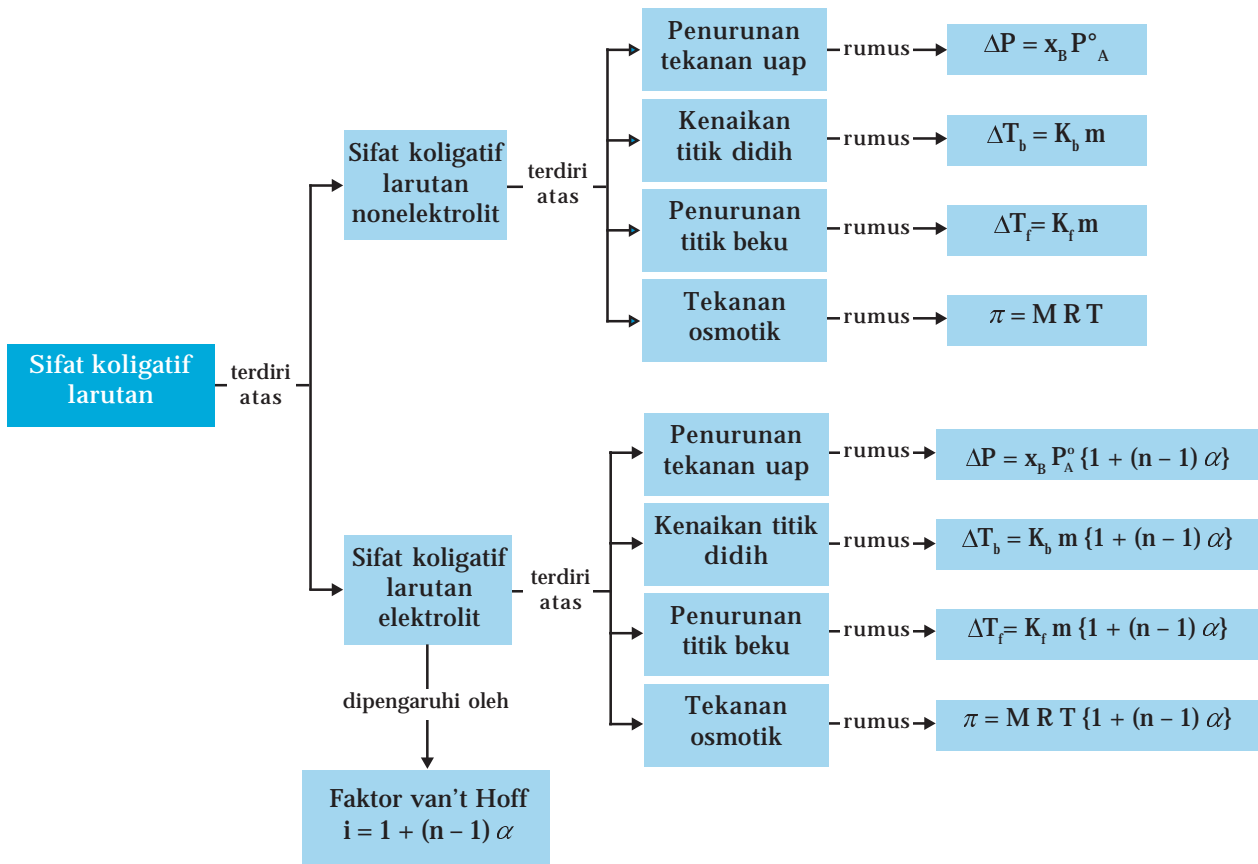 Sifat koligatif
larutan
terdiri
atas
Sifat koligatif
larutan
nonelektrolit
terdiri
atas
Penurunan
tekanan uap
rumus
ΔP = x_B P°_A
Kenaikan
titik didih
rumus
ΔT_b = K_b m
Penurunan
titik beku
rumus
ΔT_f = K_f m
Tekanan
osmotik
rumus
π = M R T
Sifat koligatif
larutan
elektrolit
terdiri
atas
Penurunan
tekanan uap
rumus
ΔP = x_B P°_A {1 + (n – 1) α}
Kenaikan titik
didih
rumus
ΔT_b = K_b m {1 + (n – 1) α}
Penurunan
titik beku
rumus
ΔT_f = K_f m {1 + (n – 1) α}
Tekanan
osmotik
rumus
π = M R T {1 + (n – 1) α}
dipengaruhi oleh
Faktor van't Hoff
i = 1 + (n – 1) α